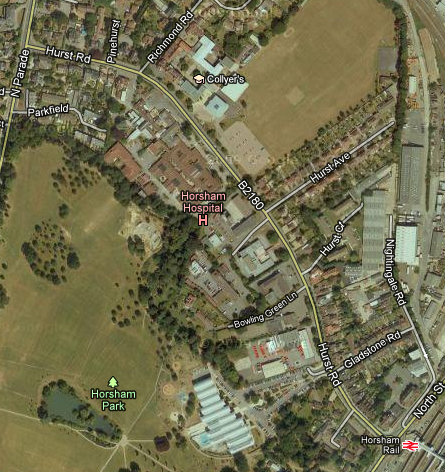 Richmond Rd
Pinehurst
Hurst Rd
N Parade
Collyer's
Parkfield
Hurst Ave
B2180
Horsham
Hospital
H
Hurst Cl
Nightingale Rd
Bowling Green Ln
Hurst Rd
Gladstone Rd
Horsham
Park
North St
Horsham
Rail